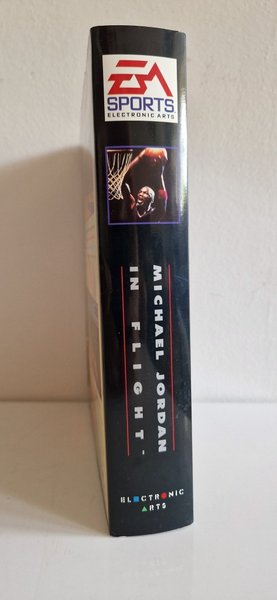 EA
SPORTS
ELECTRONIC ARTS
MICHAEL JORDAN
IN FLIGHT
ELECTRONIC
ARTS